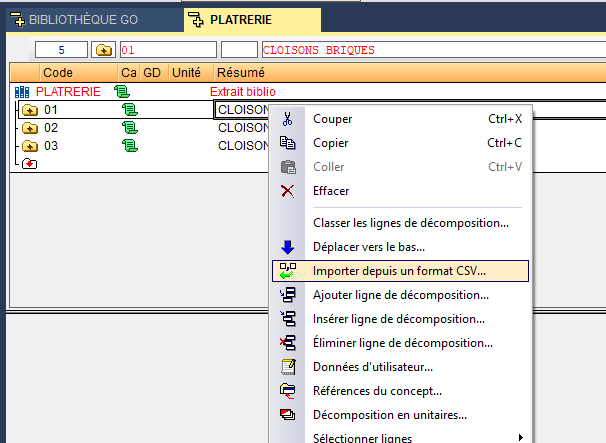 BIBLIOTHÈQUE GO PLATRERIE
5 01 CLOISONS BRIQUES
Code Ca GD Unité Résumé
PLATRERIE Extrait biblio
01 CLOISON
02 CLOISON
03 CLOISON
Couper Ctrl+X
Copier Ctrl+C
Coller Ctrl+V
Effacer
Classer les lignes de décomposition...
Déplacer vers le bas...
Importer depuis un format CSV...
Ajouter ligne de décomposition...
Insérer ligne de décomposition...
Éliminer ligne de décomposition...
Données d'utilisateur...
Références du concept...
Décomposition en unitaires...
Sélectionner lignes